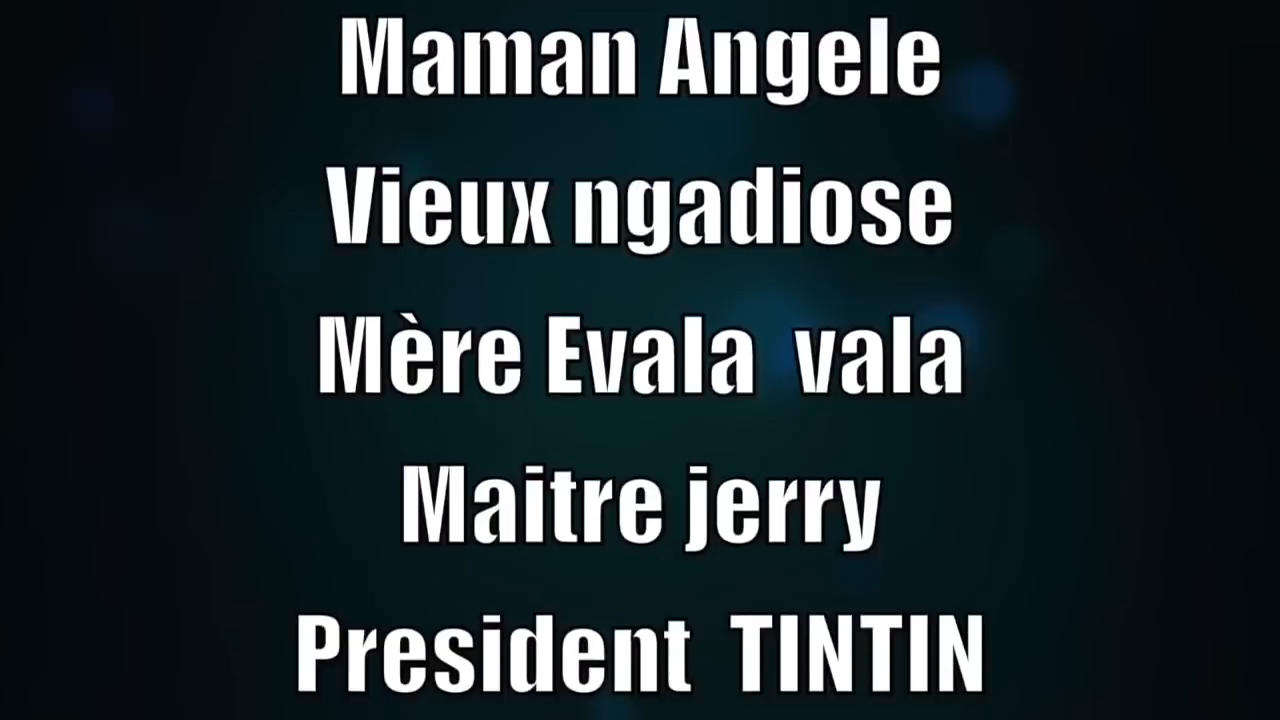 Maman Angele
Vieux ngadiose
Mère Evala  vala
Maitre jerry
President  TINTIN